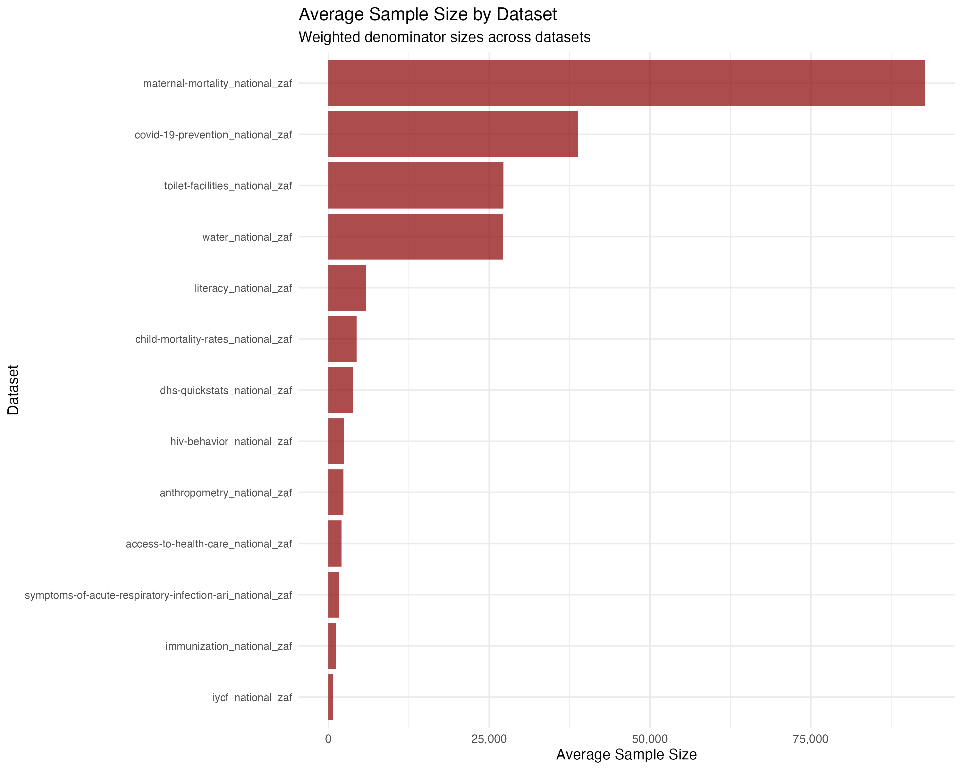 Average Sample Size by Dataset
Weighted denominator sizes across datasets
maternal-mortality_national_zaf
covid-19-prevention_national_zaf
toilet-facilities_national_zaf
water_national_zaf
literacy_national_zaf
child-mortality-rates_national_zaf
dhs-quickstats_national_zaf
hiv-behavior_national_zaf
anthropometry_national_zaf
access-to-health-care_national_zaf
symptoms-of-acute-respiratory-infection-ari_national_zaf
immunization_national_zaf
iycf_national_zaf
Dataset
0 25,000 50,000 75,000
Average Sample Size